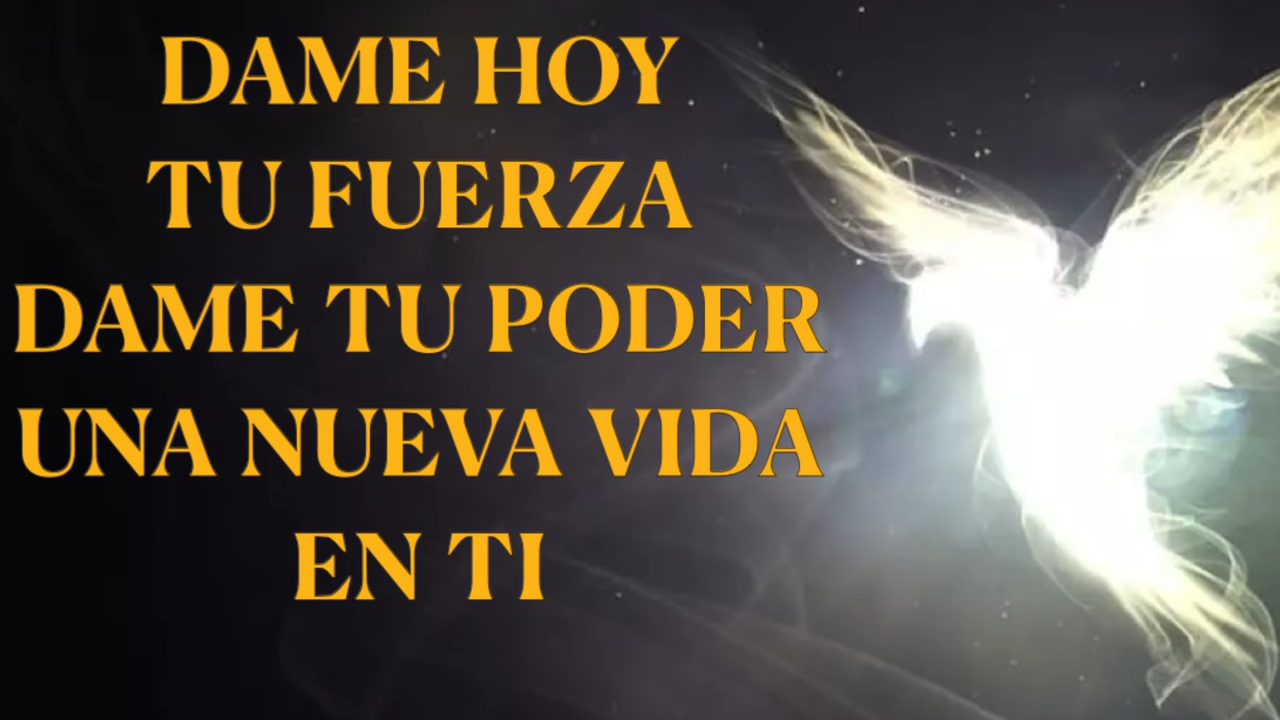 DAME HOY
TU FUERZA
DAME TU PODER
UNA NUEVA VIDA
EN TI